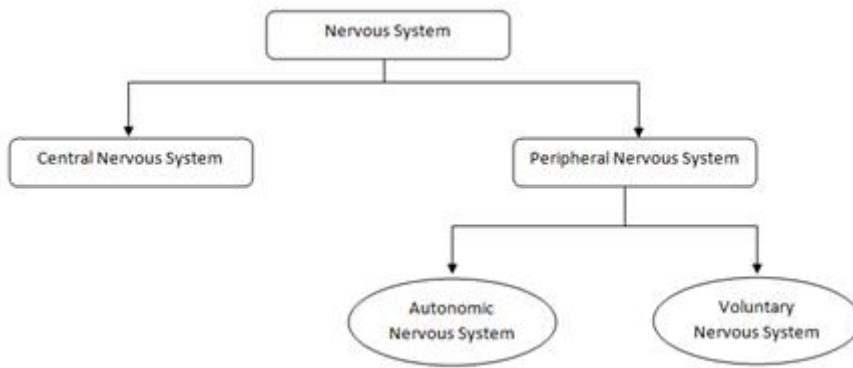 Nervous System
Central Nervous System
Peripheral Nervous System
Autonomic
Nervous System
Voluntary
Nervous System